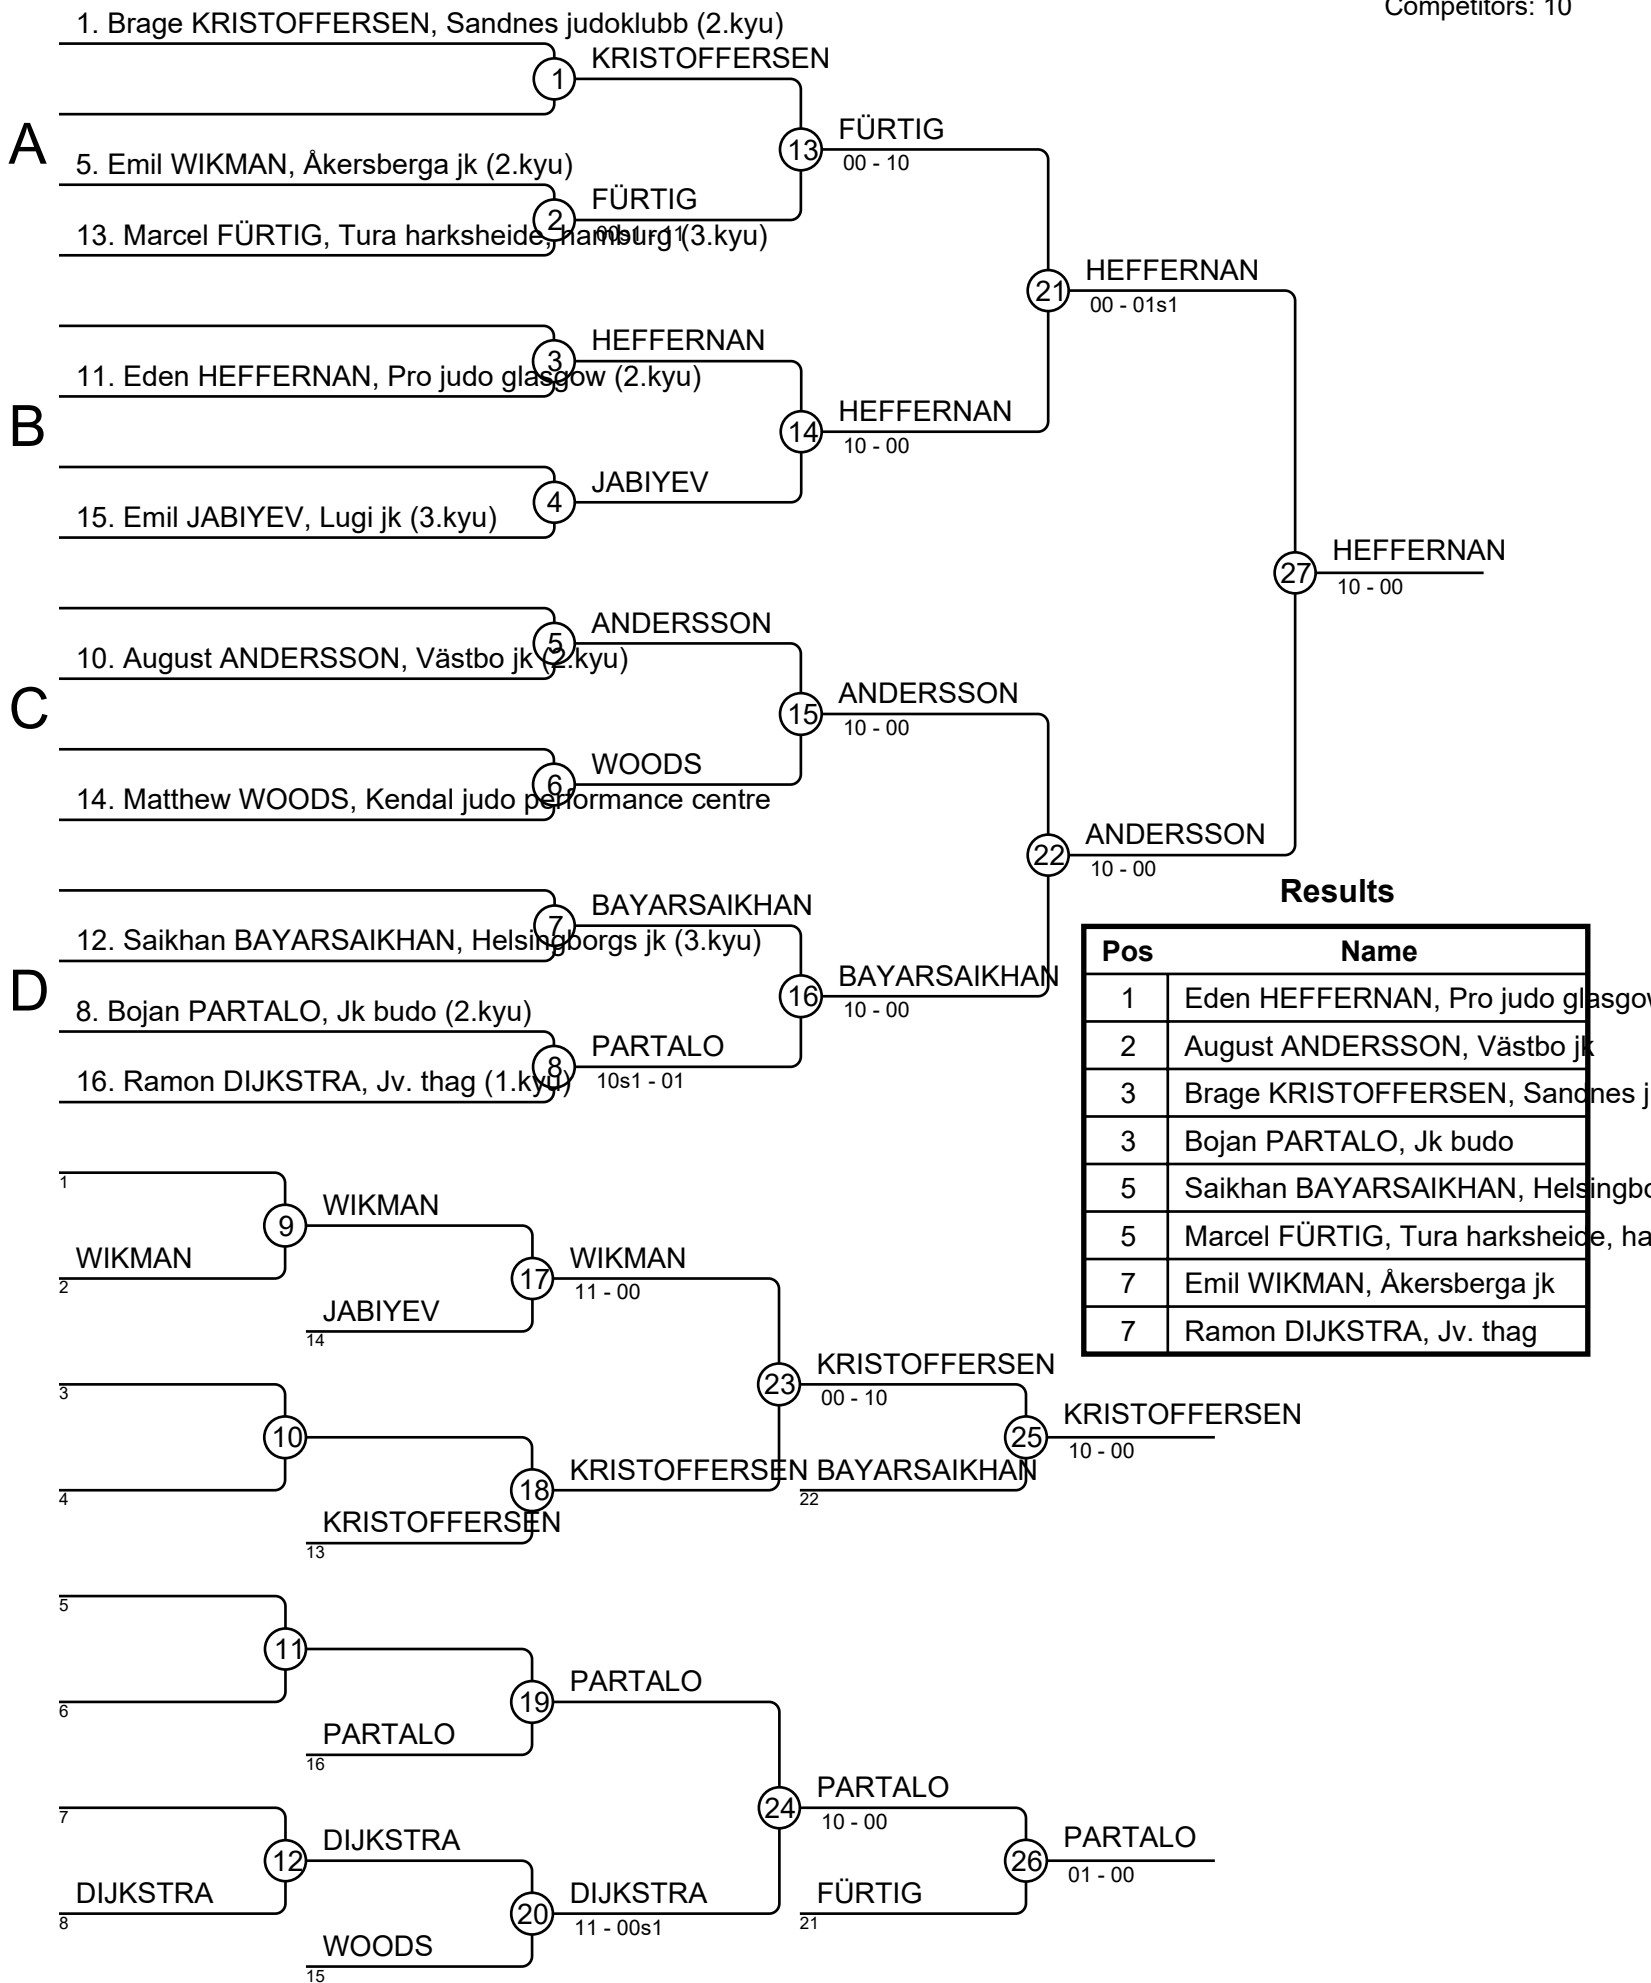 Competitors: 10
1. Brage KRISTOFFERSEN, Sandnes judoklubb (2.kyu)
1
KRISTOFFERSEN
A
13
FÜRTIG
00 - 10
5. Emil WIKMAN, Åkersberga jk (2.kyu)
2
FÜRTIG
00s1 - 11
13. Marcel FÜRTIG, Tura harksheide, hamburg (3.kyu)
21
HEFFERNAN
00 - 01s1
3
HEFFERNAN
11. Eden HEFFERNAN, Pro judo glasgow (2.kyu)
B
14
HEFFERNAN
10 - 00
4
JABIYEV
15. Emil JABIYEV, Lugi jk (3.kyu)
27
HEFFERNAN
10 - 00
5
ANDERSSON
10. August ANDERSSON, Västbo jk (2.kyu)
C
15
ANDERSSON
10 - 00
6
WOODS
14. Matthew WOODS, Kendal judo performance centre
22
ANDERSSON
10 - 00
7
BAYARSAIKHAN
12. Saikhan BAYARSAIKHAN, Helsingborgs jk (3.kyu)
D
16
BAYARSAIKHAN
10 - 00
8. Bojan PARTALO, Jk budo (2.kyu)
8
PARTALO
10s1 - 01
16. Ramon DIJKSTRA, Jv. thag (1.kyu)
Results
Pos Name
1 Eden HEFFERNAN, Pro judo glasgow
2 August ANDERSSON, Västbo jk
3 Brage KRISTOFFERSEN, Sandnes j
3 Bojan PARTALO, Jk budo
5 Saikhan BAYARSAIKHAN, Helsingbo
5 Marcel FÜRTIG, Tura harksheide, ha
7 Emil WIKMAN, Åkersberga jk
7 Ramon DIJKSTRA, Jv. thag
1
9
WIKMAN
WIKMAN
2
17
WIKMAN
11 - 00
JABIYEV
14
3
10
4
23
KRISTOFFERSEN
00 - 10
18
KRISTOFFERSEN
KRISTOFFERSEN
13
25
KRISTOFFERSEN
10 - 00
BAYARSAIKHAN
22
5
11
6
19
PARTALO
PARTALO
16
24
PARTALO
10 - 00
7
12
DIJKSTRA
DIJKSTRA
8
20
DIJKSTRA
11 - 00s1
WOODS
15
26
PARTALO
01 - 00
FÜRTIG
21